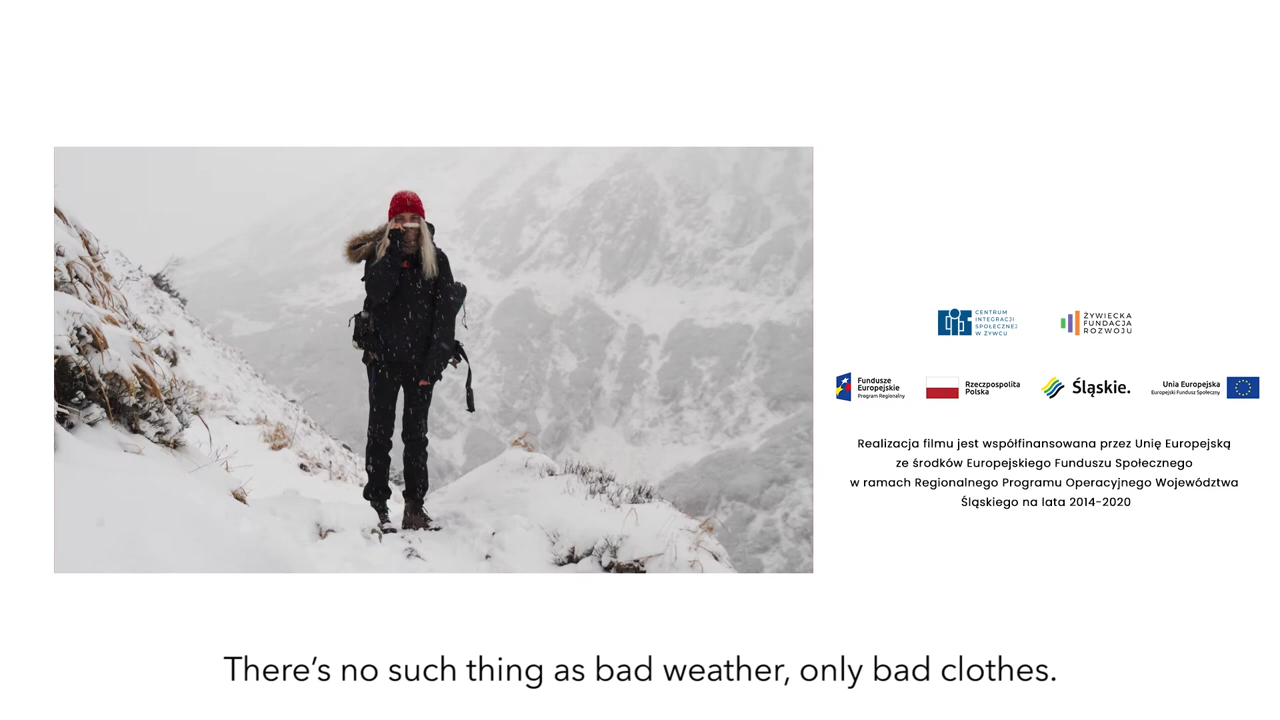 CENTRUM
INTEGRACJI
SPOŁECZNEJ
W ŻYWCU
ŻYWIECKA
FUNDACJA
ROZWOJU
Fundusze
Europejskie
Program Regionalny
Rzeczpospolita
Polska
Śląskie.
Unia Europejska
Europejski Fundusz Społeczny
Realizacja filmu jest współfinansowana przez Unię Europejską
ze środków Europejskiego Funduszu Społecznego
w ramach Regionalnego Programu Operacyjnego Województwa
Śląskiego na lata 2014-2020
There's no such thing as bad weather, only bad clothes.